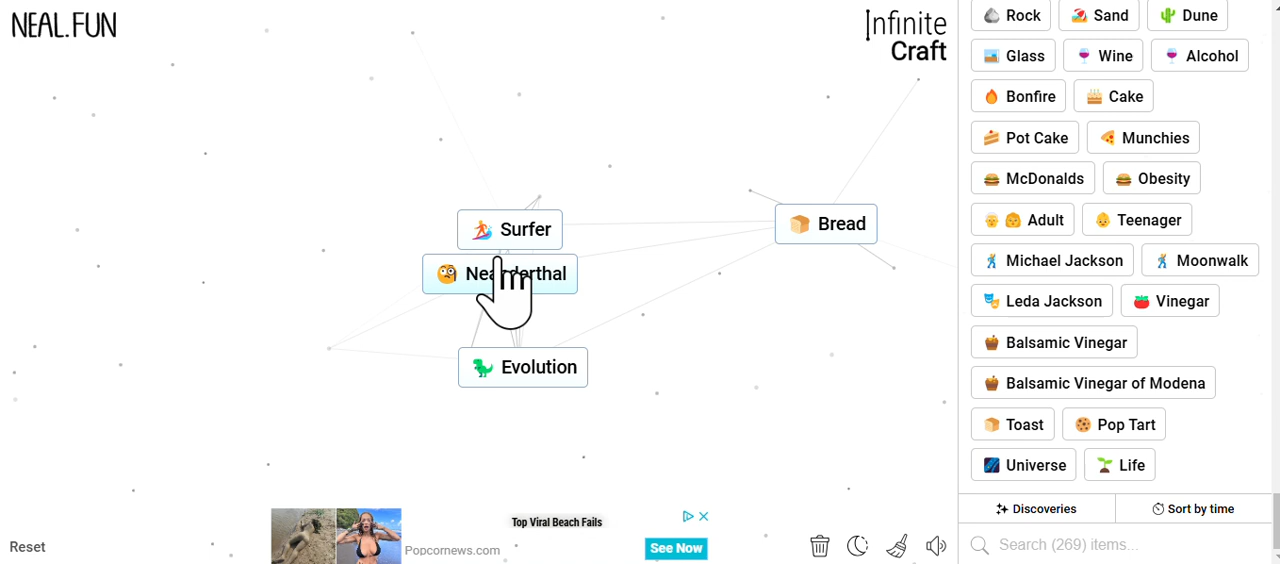 NEAL.FUN
Infinite
Craft
Surfer
Neanderthal
Evolution
Bread
Rock Sand Dune
Glass Wine Alcohol
Bonfire Cake
Pot Cake Munchies
McDonalds Obesity
Adult Teenager
Michael Jackson Moonwalk
Leda Jackson Vinegar
Balsamic Vinegar
Balsamic Vinegar of Modena
Toast Pop Tart
Universe Life
Discoveries Sort by time
Search (269) items...
Reset
Popcornews.com
Top Viral Beach Fails
See Now